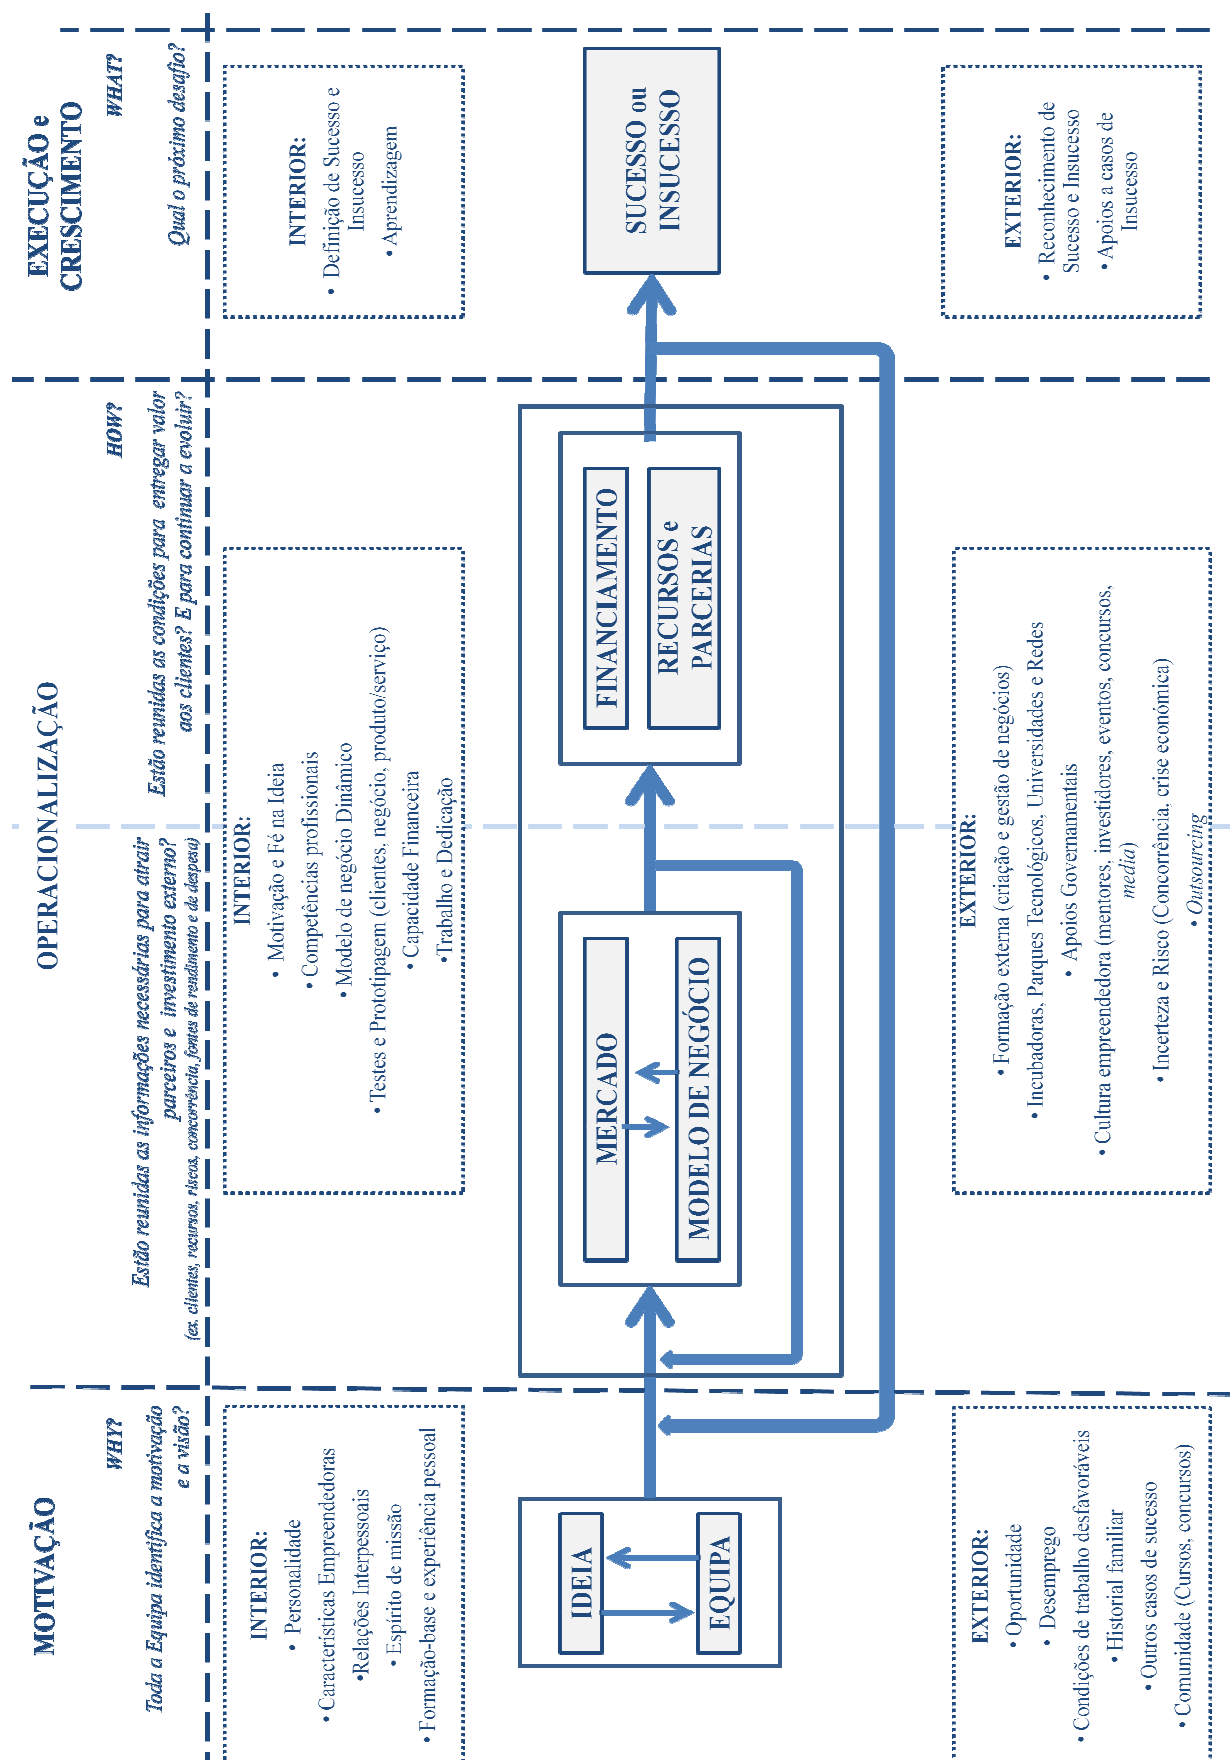 MOTIVAÇÃO
WHY?
Toda a Equipa identifica a motivação
e a visão?
INTERIOR:
• Personalidade
• Características Empreendedoras
•Relações Interpessoais
• Espírito de missão
• Formação-base e experiência pessoal
IDEIA
EQUIPA
EXTERIOR:
• Oportunidade
• Desemprego
• Condições de trabalho desfavoráveis
• Historial familiar
• Outros casos de sucesso
• Comunidade (Cursos, concursos)
OPERACIONALIZAÇÃO
HOW?
Estão reunidas as informações necessárias para atrair
parceiros e investimento externo?
(ex. clientes, recursos, riscos, concorrência, fontes de rendimento e de despesa)
Estão reunidas as condições para entregar valor
aos clientes? E para continuar a evoluir?
INTERIOR:
• Motivação e Fé na Ideia
• Competências profissionais
• Modelo de negócio Dinâmico
• Testes e Prototipagem (clientes, negócio, produto/serviço)
• Capacidade Financeira
•Trabalho e Dedicação
MERCADO
MODELO DE NEGÓCIO
FINANCIAMENTO
RECURSOS e
PARCERIAS
EXTERIOR:
• Formação externa (criação e gestão de negócios)
• Incubadoras, Parques Tecnológicos, Universidades e Redes
• Apoios Governamentais
• Cultura empreendedora (mentores, investidores, eventos, concursos,
media)
• Incerteza e Risco (Concorrência, crise económica)
• Outsourcing
EXECUÇÃO e
CRESCIMENTO
WHAT?
Qual o próximo desafio?
INTERIOR:
• Definição de Sucesso e
Insucesso
• Aprendizagem
SUCESSO ou
INSUCESSO
EXTERIOR:
• Reconhecimento de
Sucesso e Insucesso
• Apoios a casos de
Insucesso